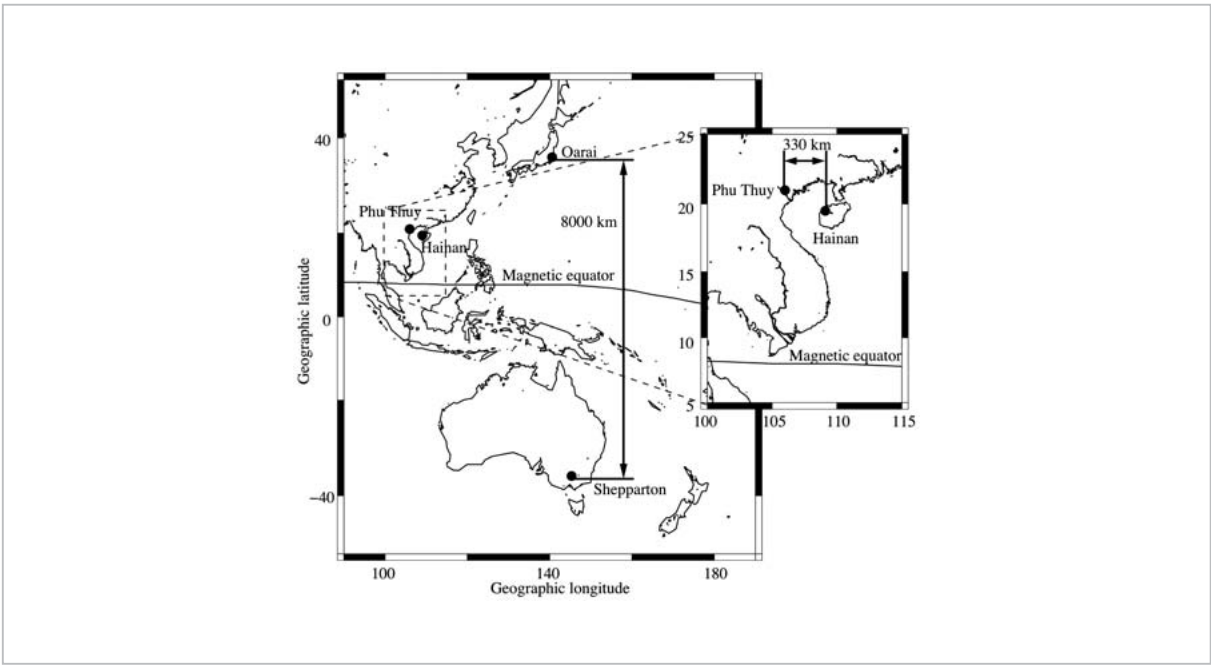 40
0
−40
100
140
180
Geographic latitude
Geographic longitude
Oarai
Phu Thuy
Hainan
8000 km
Magnetic equator
Shepparton
25
20
15
10
5
100
105
110
115
330 km
Phu Thuy
Hainan
Magnetic equator